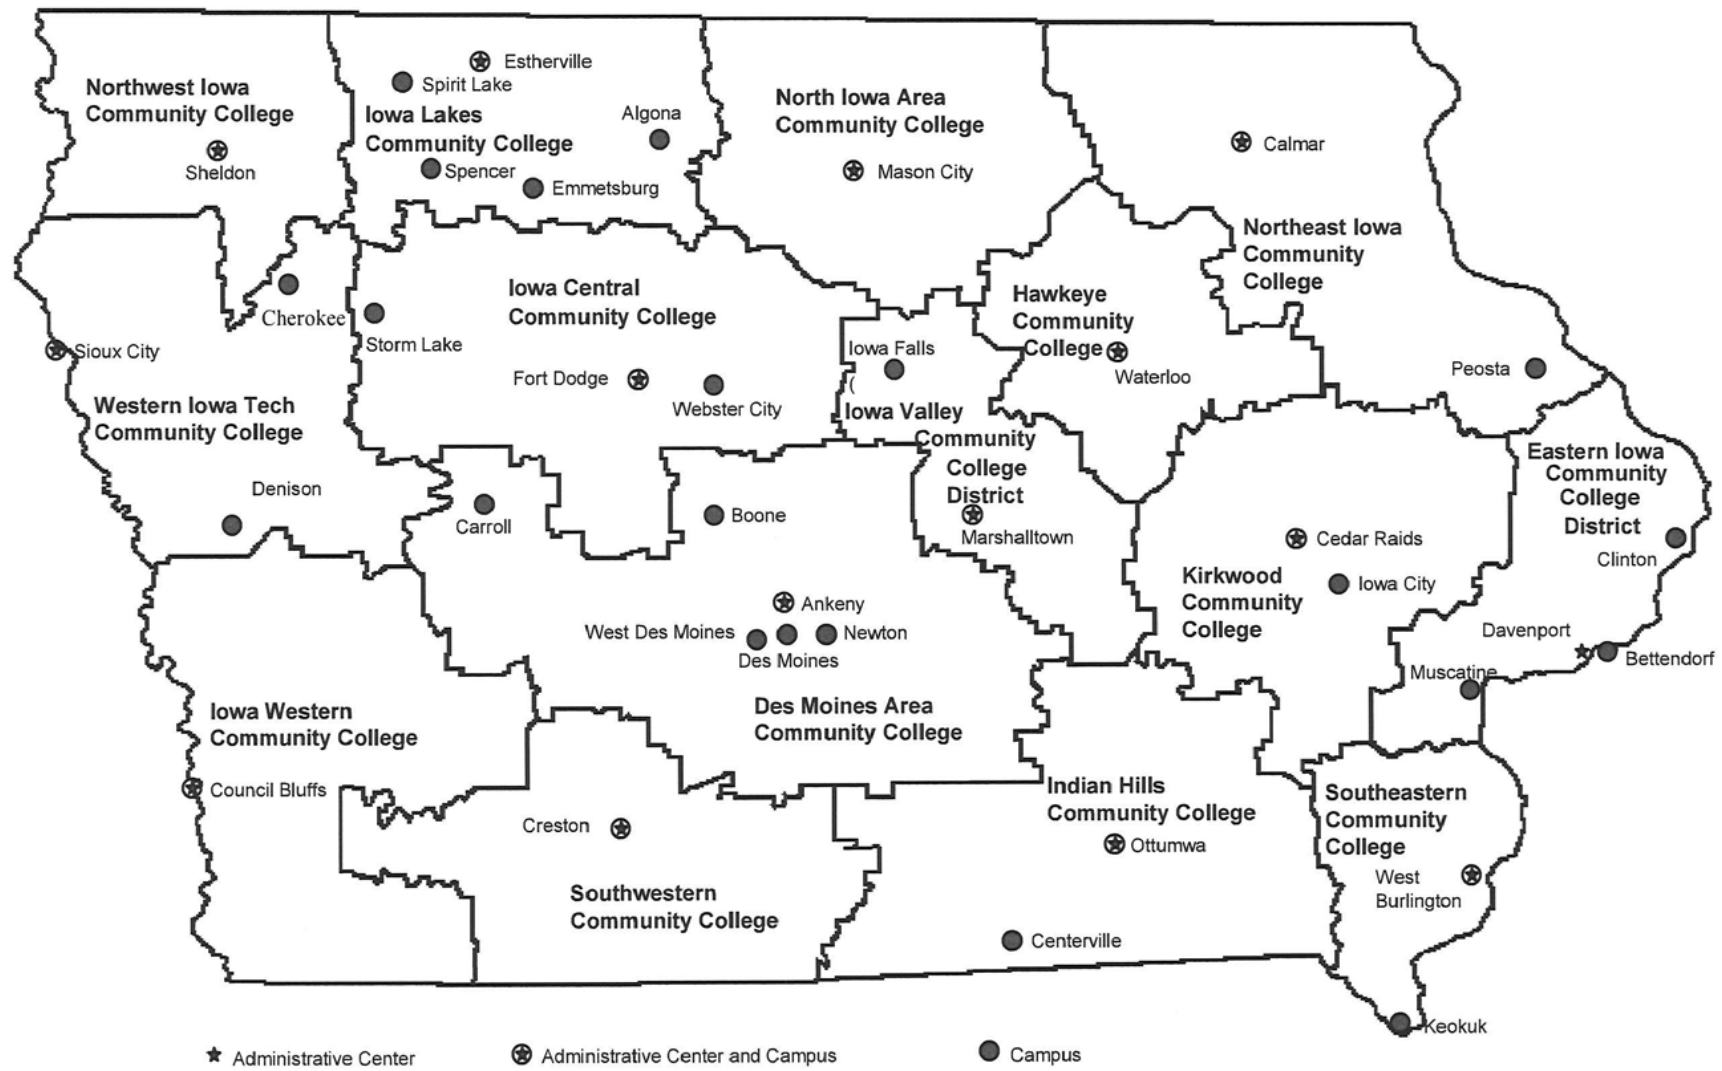 Northwest Iowa
Community College
Sheldon
Estherville
Spirit Lake
Iowa Lakes
Community College
Algona
Spencer
Emmetsburg
North Iowa Area
Community College
Mason City
Calmar
Northeast Iowa
Community
College
Peosta
Cherokee
Sioux City
Western Iowa Tech
Community College
Denison
Iowa Central
Community College
Storm Lake
Fort Dodge
Webster City
Hawkeye
Community
College
Waterloo
Iowa Falls
(
Iowa Valley
Community
College
District
Marshalltown
Eastern Iowa
Community
College
District
Clinton
Davenport
Bettendorf
Muscatine
Carroll
Boone
Ankeny
West Des Moines
Newton
Des Moines
Des Moines Area
Community College
Cedar Raids
Iowa City
Kirkwood
Community
College
Iowa Western
Community College
Council Bluffs
Creston
Southwestern
Community College
Indian Hills
Community College
Ottumwa
Centerville
Southeastern
Community
College
West
Burlington
Keokuk
Administrative Center
Administrative Center and Campus
Campus